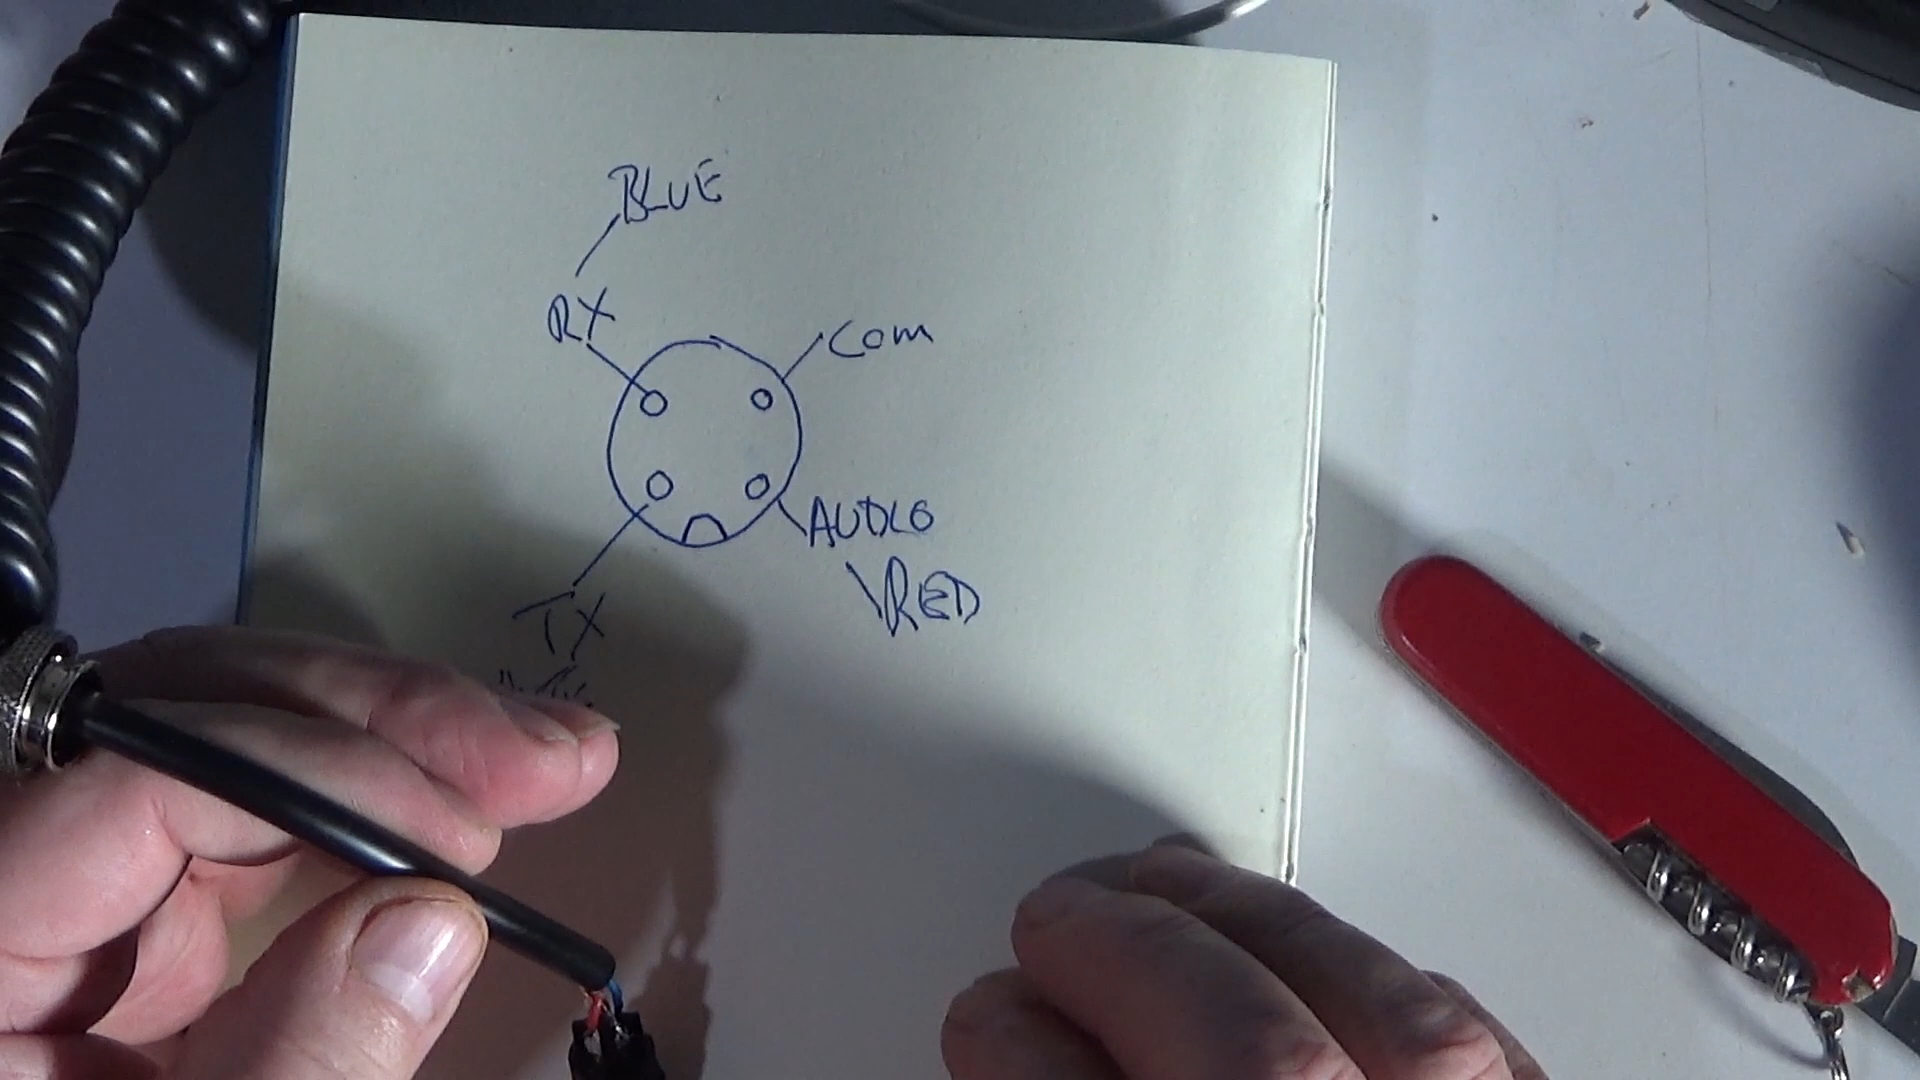 BLUE
RX
COM
AUDIO
RED
TX